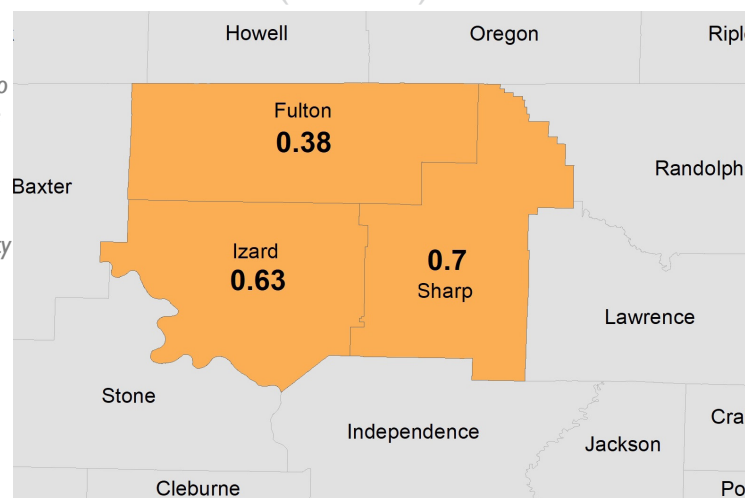 Howell
Oregon
Fulton
0.38
Baxter
Randolph
Izard
0.63
0.7
Sharp
Lawrence
Stone
Independence
Jackson
Cleburne